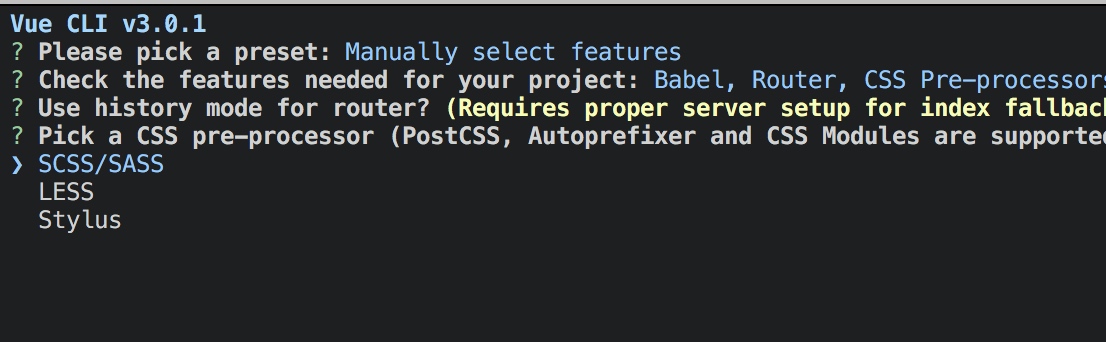 Vue CLI v3.0.1
? Please pick a preset: Manually select features
? Check the features needed for your project: Babel, Router, CSS Pre-processors
? Use history mode for router? (Requires proper server setup for index fallback
? Pick a CSS pre-processor (PostCSS, Autoprefixer and CSS Modules are supported
❯ SCSS/SASS
LESS
Stylus